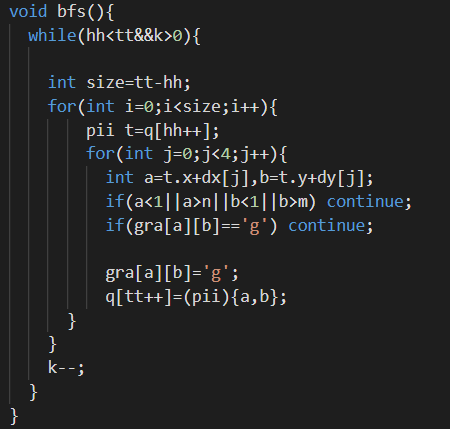 void bfs(){
while(hh<tt&&k>0){
int size=tt-hh;
for(int i=0;i<size;i++){
pii t=q[hh++];
for(int j=0;j<4;j++){
int a=t.x+dx[j],b=t.y+dy[j];
if(a<1||a>n||b<1||b>m) continue;
if(gra[a][b]=='g') continue;
gra[a][b]='g';
q[tt++]=(pii){a,b};
}
}
k--;
}
}